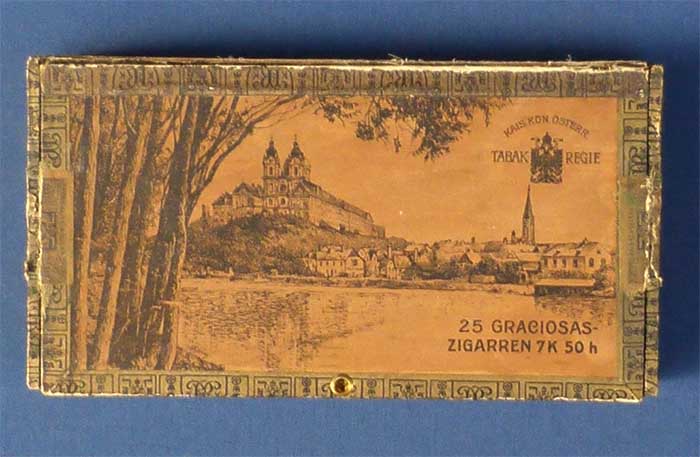 KAIS. KÖN. ÖSTERR.
TABAK REGIE
25 GRACIOSAS-
ZIGARREN 7K 50 h